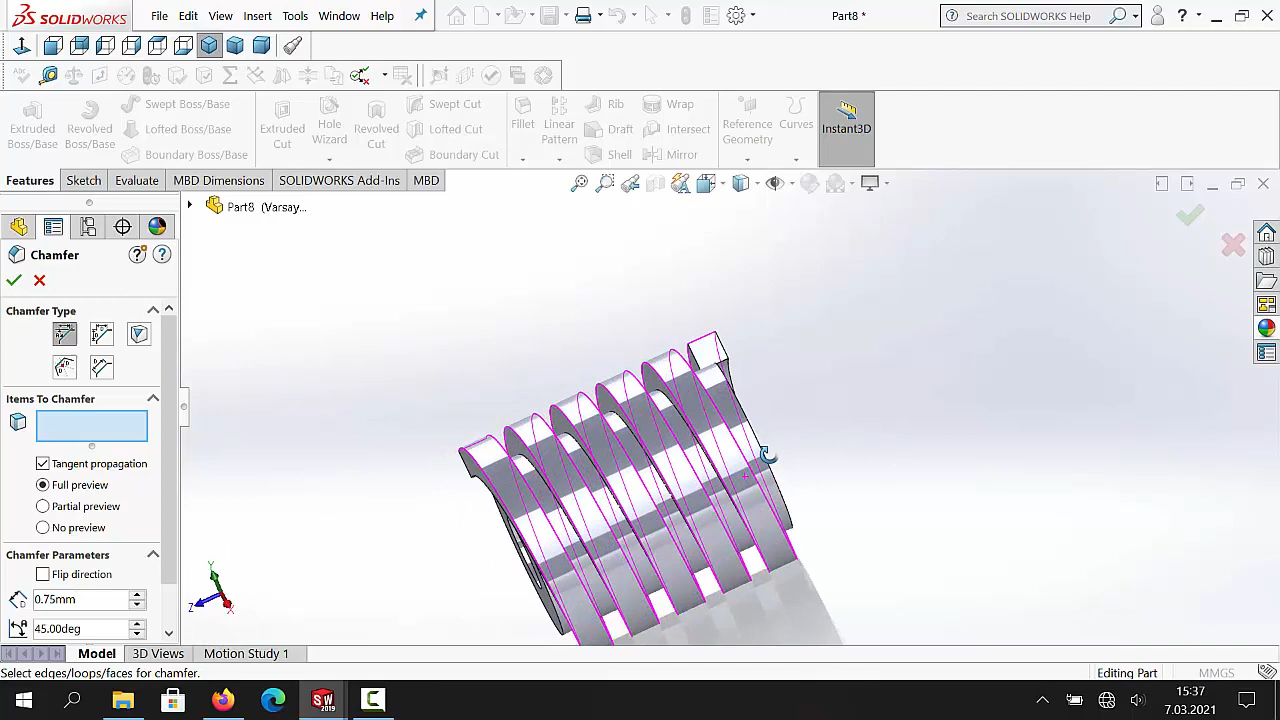 SOLIDWORKS File Edit View Insert Tools Window Help Part8 * Search SOLIDWORKS Help
Extruded Boss/Base Revolved Boss/Base Swept Boss/Base Lofted Boss/Base Boundary Boss/Base Extruded Cut Hole Wizard Revolved Cut Swept Cut Lofted Cut Boundary Cut Fillet Linear Pattern Rib Draft Shell Wrap Intersect Mirror Reference Geometry Curves Instant3D
Features Sketch Evaluate MBD Dimensions SOLIDWORKS Add-Ins MBD
Part8 (Varsay...
Chamfer
Chamfer Type
Items To Chamfer
Tangent propagation
Full preview
Partial preview
No preview
Chamfer Parameters
Flip direction
0.75mm
45.00deg
Y
Z X
Model 3D Views Motion Study 1
Select edges/loops/faces for chamfer. Editing Part MMGS
SW 2019
15:37
7.03.2021